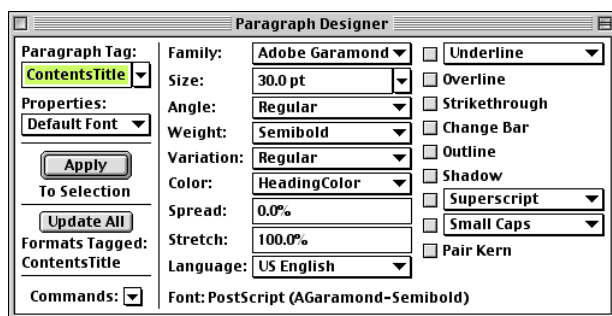 Paragraph Designer
Paragraph Tag:
ContentsTitle
Properties:
Default Font
Apply
To Selection
Update All
Formats Tagged:
ContentsTitle
Commands:
Family: Adobe Garamond
Size: 30.0 pt
Angle: Regular
Weight: Semibold
Variation: Regular
Color: HeadingColor
Spread: 0.0%
Stretch: 100.0%
Language: US English
Underline
Overline
Strikethrough
Change Bar
Outline
Shadow
Superscript
Small Caps
Pair Kern
Font: PostScript (AGaramond-Semibold)